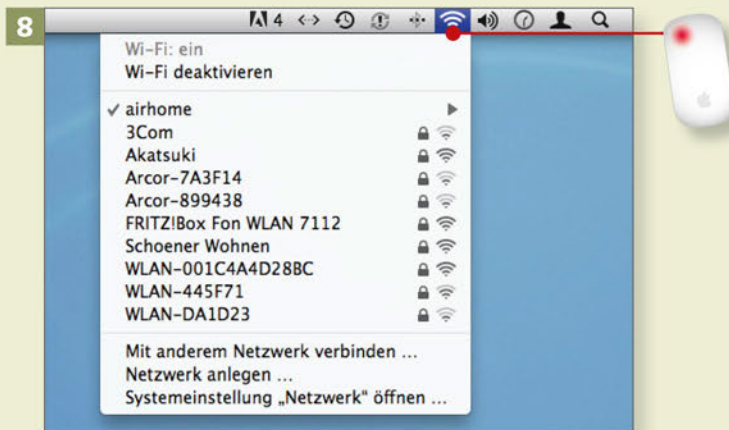 8
4
Wi-Fi: ein
Wi-Fi deaktivieren
airhome
3Com
Akatsuki
Arcor-7A3F14
Arcor-899438
FRITZ!Box Fon WLAN 7112
Schoener Wohnen
WLAN-001C4A4D28BC
WLAN-445F71
WLAN-DA1D23
Mit anderem Netzwerk verbinden ...
Netzwerk anlegen ...
Systemeinstellung „Netzwerk“ öffnen ...